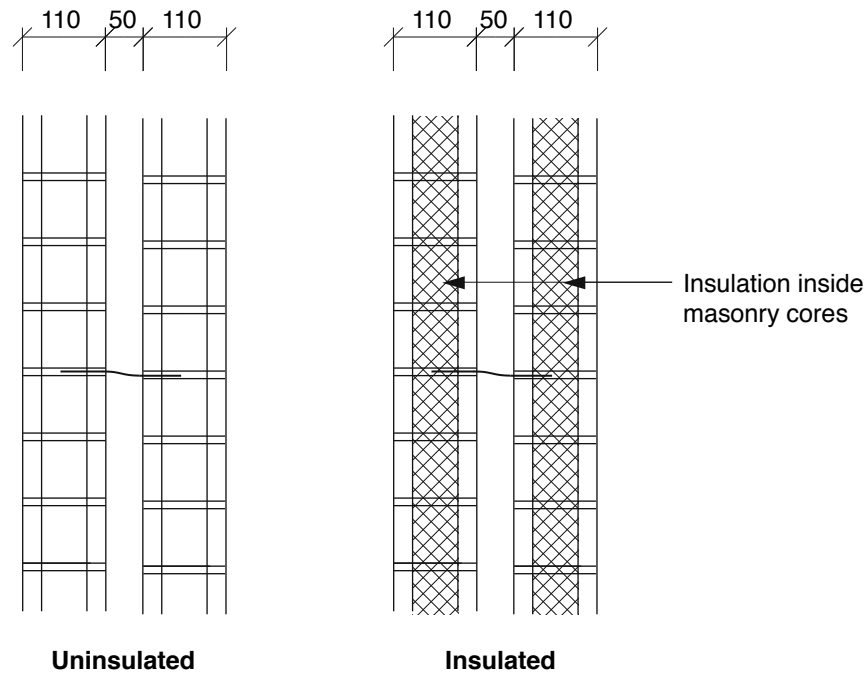 110 50 110
110 50 110
Insulation inside
masonry cores
Uninsulated
Insulated